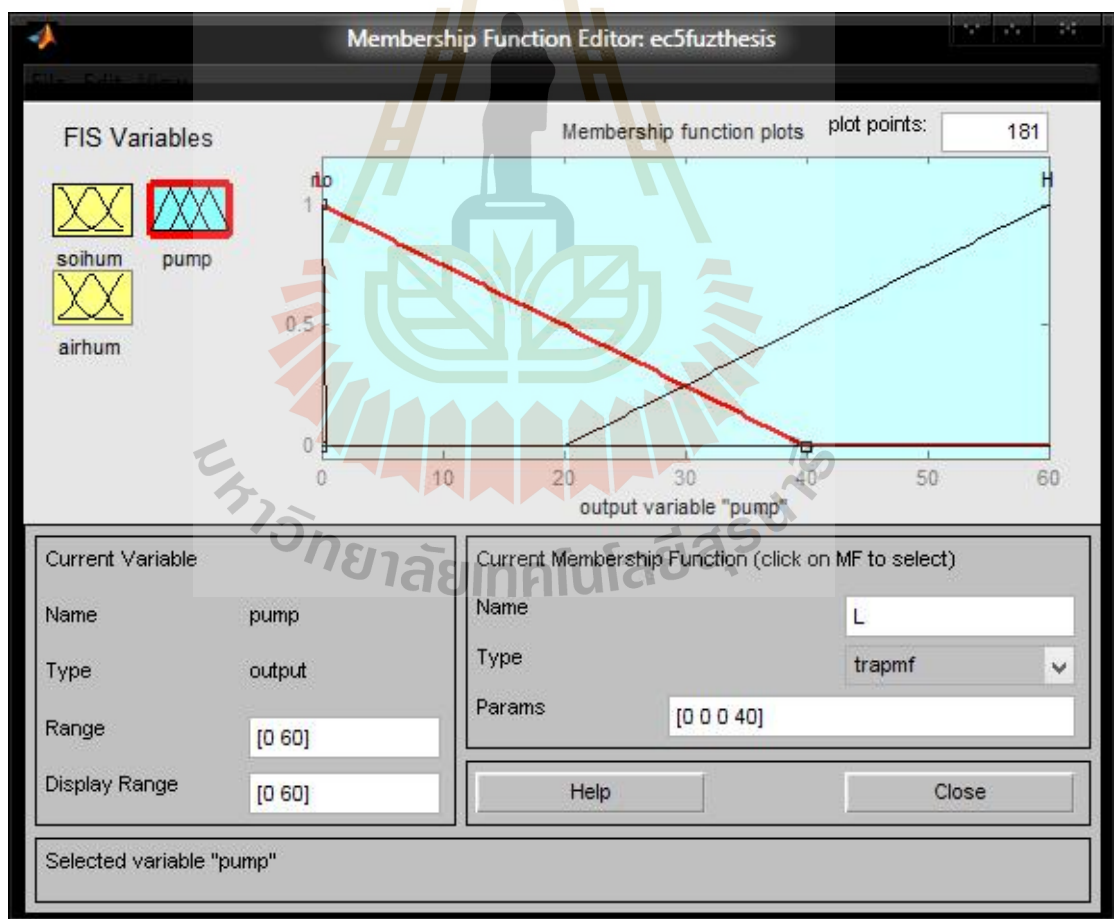 Membership Function Editor: ec5fuzthesis
File Edit View
FIS Variables
soihum
pump
airhum
Membership function plots
plot points:
181
H
1
0.5
0
0 10 20 30 40 50 60
output variable "pump"
มหาวิทยาลัยเทคโนโลยีสุรนารี
Current Variable
Name pump
Type output
Range [0 60]
Display Range [0 60]
Current Membership Function (click on MF to select)
Name L
Type trapmf
Params [0 0 0 40]
Help
Close
Selected variable "pump"